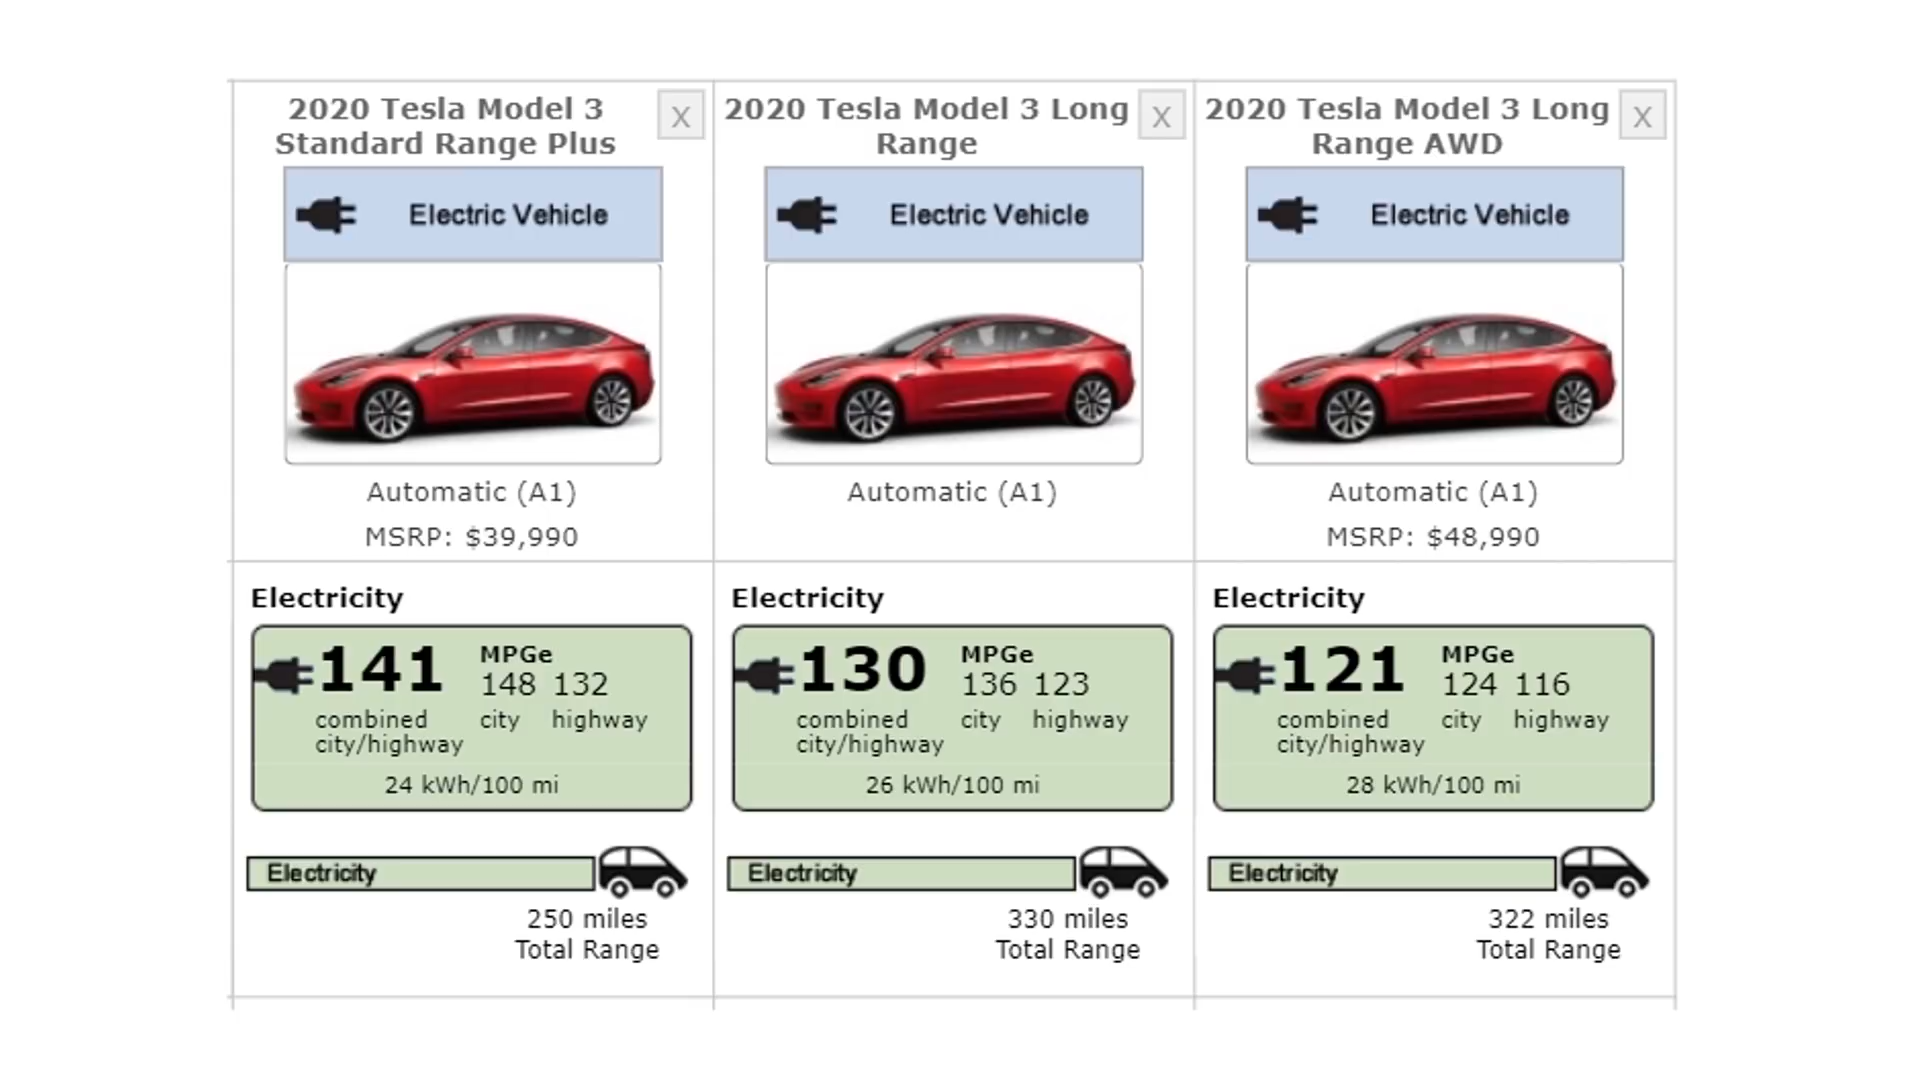 2020 Tesla Model 3
Standard Range Plus
X
Electric Vehicle
Automatic (A1)
MSRP: $39,990
Electricity
141
MPGe
148 132
combined
city/highway
city highway
24 kWh/100 mi
Electricity
250 miles
Total Range
2020 Tesla Model 3 Long
Range
X
Electric Vehicle
Automatic (A1)
Electricity
130
MPGe
136 123
combined
city/highway
city highway
26 kWh/100 mi
Electricity
330 miles
Total Range
2020 Tesla Model 3 Long
Range AWD
X
Electric Vehicle
Automatic (A1)
MSRP: $48,990
Electricity
121
MPGe
124 116
combined
city/highway
city highway
28 kWh/100 mi
Electricity
322 miles
Total Range